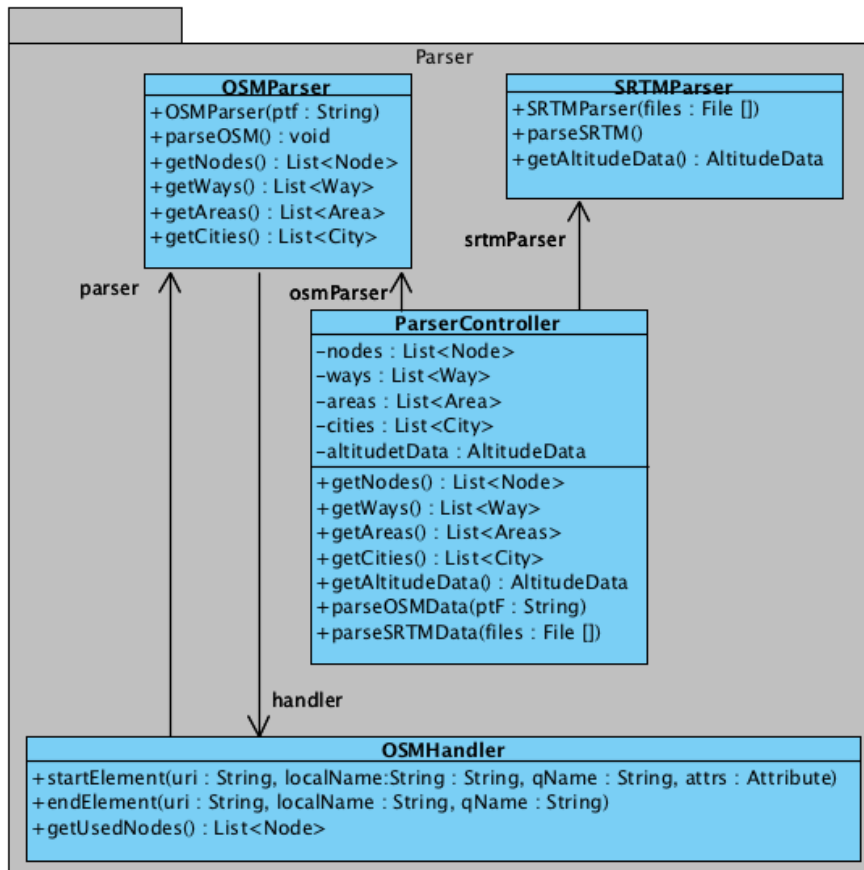 Parser
OSMParser
+OSMParser(ptf : String)
+parseOSM() : void
+getNodes() : List<Node>
+getWays() : List<Way>
+getAreas() : List<Area>
+getCities() : List<City>
SRTMParser
+SRTMParser(files : File [])
+parseSRTM()
+getAltitudeData() : AltitudeData
srtmParser
parser
osmParser
ParserController
-nodes : List<Node>
-ways : List<Way>
-areas : List<Area>
-cities : List<City>
-altitudetData : AltitudeData
+getNodes() : List<Node>
+getWays() : List<Way>
+getAreas() : List<Areas>
+getCities() : List<City>
+getAltitudeData() : AltitudeData
+parseOSMData(ptF : String)
+parseSRTMData(files : File [])
handler
OSMHandler
+startElement(uri : String, localName:String : String, qName : String, attrs : Attribute)
+endElement(uri : String, localName : String, qName : String)
+getUsedNodes() : List<Node>